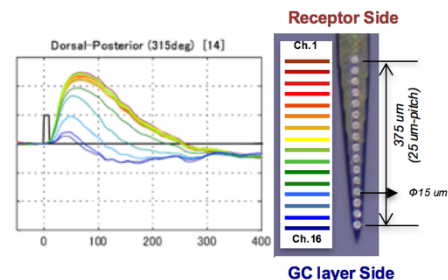 Receptor Side
Dorsal-Posterior (315deg) [14]
Ch.1
375 um
(25 um-pitch)
Φ15 um
Ch.16
0
100
200
300
400
GC layer Side